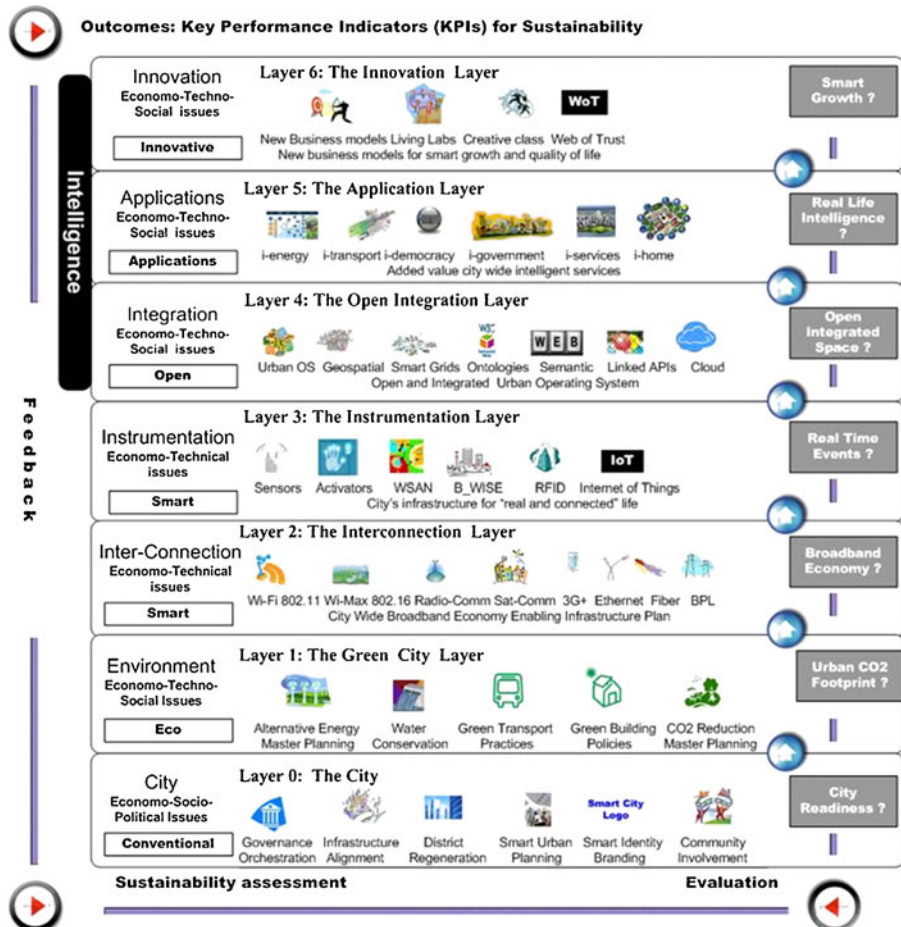 Outcomes: Key Performance Indicators (KPIs) for Sustainability
Intelligence
Feedback
Innovation
Economo-Techno-
Social issues
Innovative
Layer 6: The Innovation Layer
WoT
New Business models Living Labs Creative class Web of Trust
New business models for smart growth and quality of life
Smart
Growth ?
Applications
Economo-Techno-
Social issues
Applications
Layer 5: The Application Layer
i-energy i-transport i-democracy i-government i-services i-home
Added value city wide intelligent services
Real Life
Intelligence
?
Integration
Economo-Techno-
Social issues
Open
Layer 4: The Open Integration Layer
WEB
Urban OS Geospatial Smart Grids Ontologies Semantic Linked APIs Cloud
Open and Integrated Urban Operating System
Open
Integrated
Space ?
Instrumentation
Economo-Technical
issues
Smart
Layer 3: The Instrumentation Layer
IoT
Sensors Activators WSAN B_WISE RFID Internet of Things
City's infrastructure for "real and connected" life
Real Time
Events ?
Inter-Connection
Economo-Technical
issues
Smart
Layer 2: The Interconnection Layer
Wi-Fi 802.11 Wi-Max 802.16 Radio-Comm Sat-Comm 3G+ Ethernet Fiber BPL
City Wide Broadband Economy Enabling Infrastructure Plan
Broadband
Economy ?
Environment
Economo-Techno-
Social Issues
Eco
Layer 1: The Green City Layer
Alternative Energy Water Green Transport Green Building CO2 Reduction
Master Planning Conservation Practices Policies Master Planning
Urban CO2
Footprint ?
City
Economo-Socio-
Political Issues
Conventional
Layer 0: The City
Smart City
Logo
Governance Infrastructure District Smart Urban Smart Identity Community
Orchestration Alignment Regeneration Planning Branding Involvement
City
Readiness ?
Sustainability assessment
Evaluation